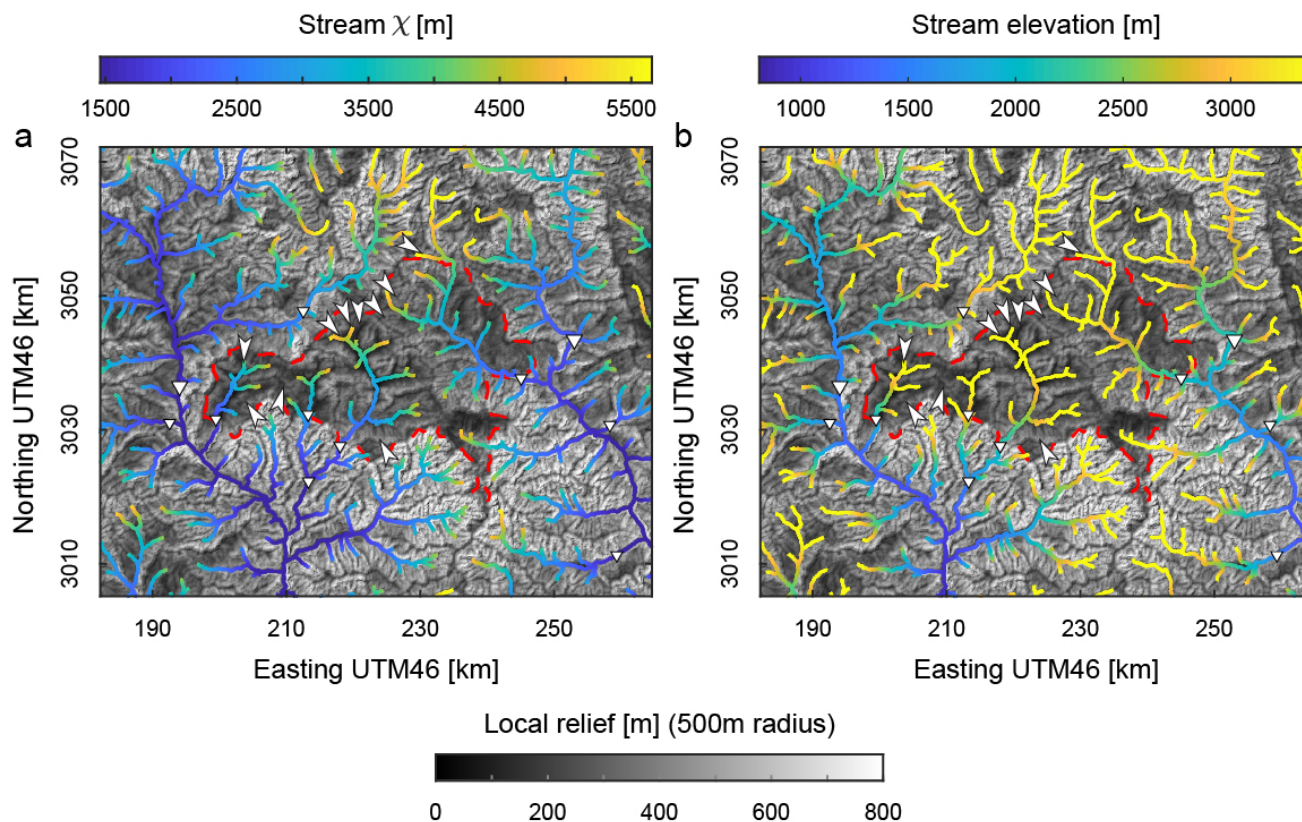 Stream χ [m]
Stream elevation [m]
1500 2500 3500 4500 5500
1000 1500 2000 2500 3000
a
b
3070
3050
3030
3010
Northing UTM46 [km]
3070
3050
3030
3010
Northing UTM46 [km]
190 210 230 250
190 210 230 250
Easting UTM46 [km]
Easting UTM46 [km]
Local relief [m] (500m radius)
0 200 400 600 800